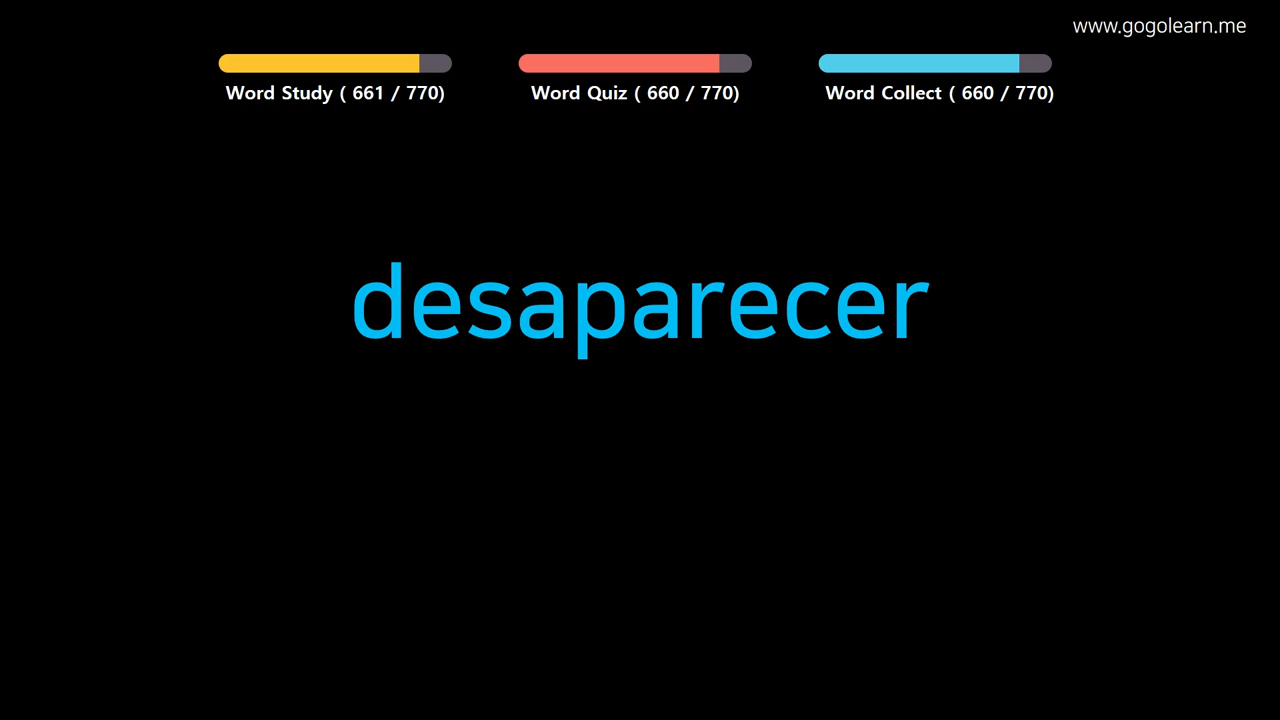 www.gogolearn.me
Word Study ( 661 / 770)
Word Quiz ( 660 / 770)
Word Collect ( 660 / 770)
desaparecer